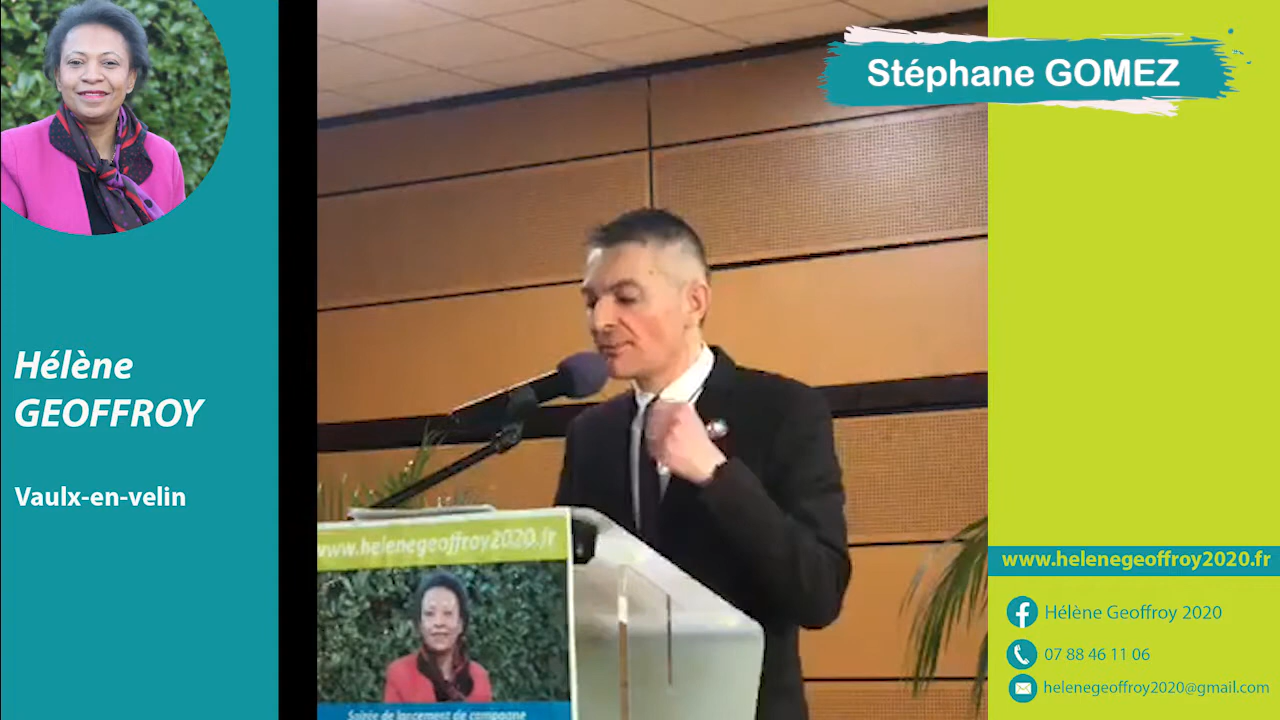 Stéphane GOMEZ
Hélène
GEOFFROY
Vaulx-en-velin
www.helenegeoffroy2020.fr
Soirée de lancement de campagne
www.helenegeoffroy2020.fr
Hélène Geoffroy 2020
07 88 46 11 06
helenegeoffroy2020@gmail.com